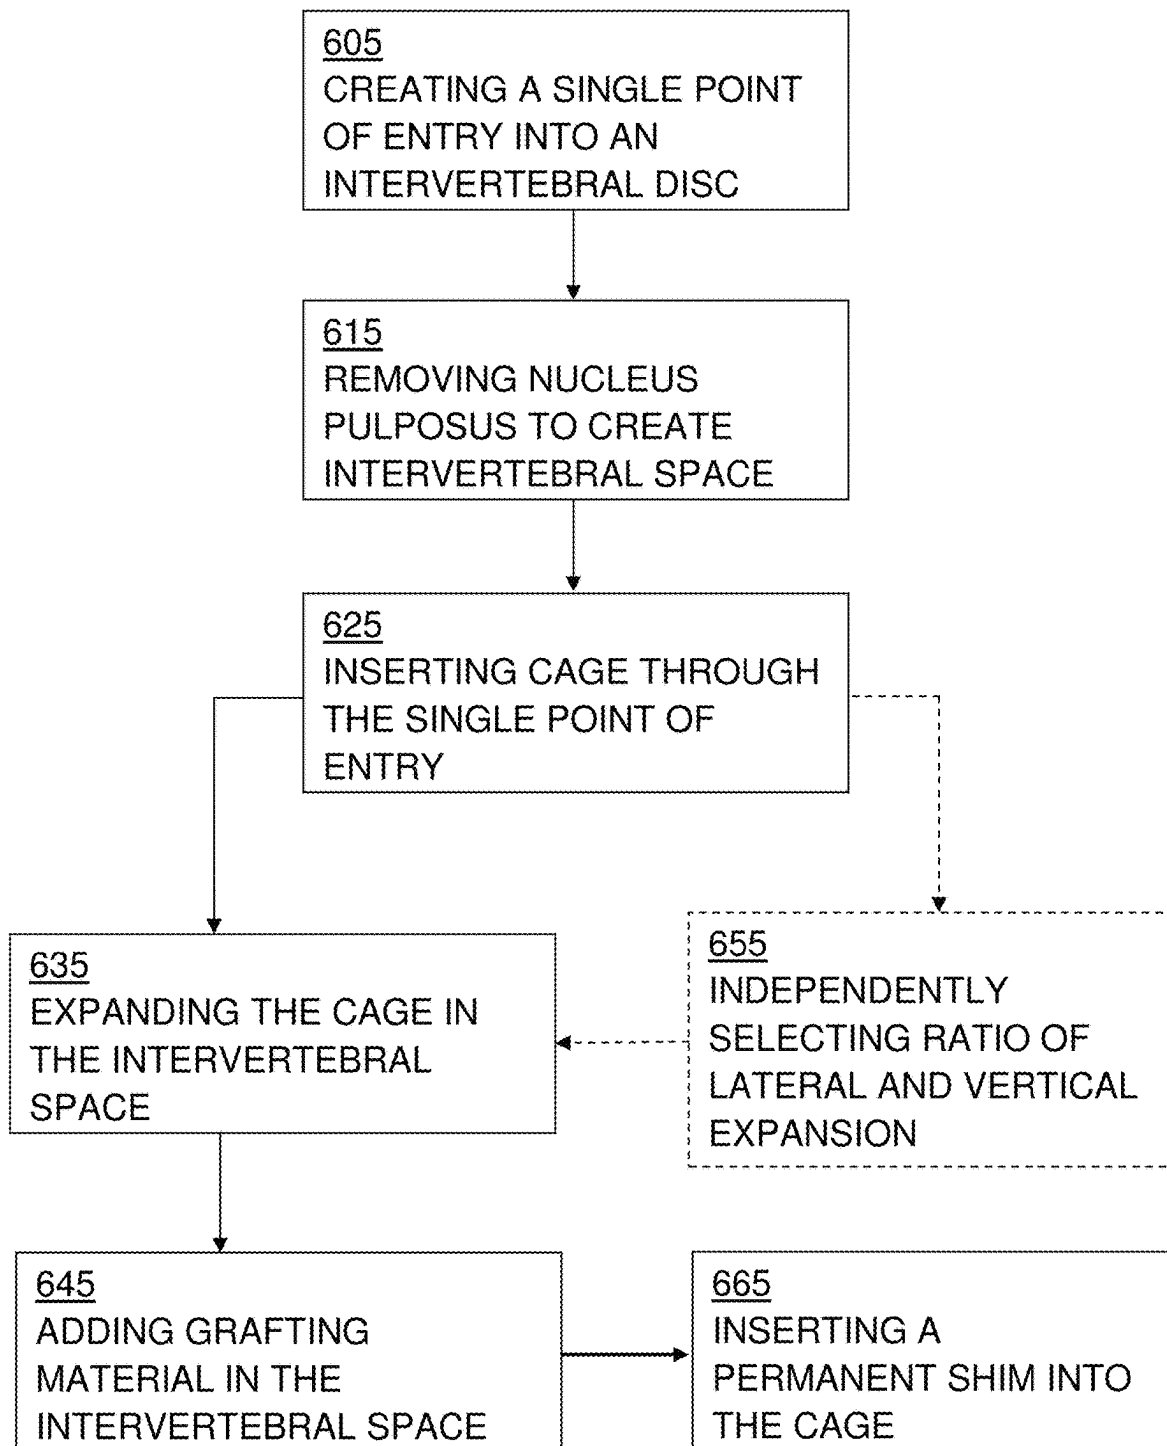 605
CREATING A SINGLE POINT
OF ENTRY INTO AN
INTERVERTEBRAL DISC
615
REMOVING NUCLEUS
PULPOSUS TO CREATE
INTERVERTEBRAL SPACE
625
INSERTING CAGE THROUGH
THE SINGLE POINT OF
ENTRY
635
EXPANDING THE CAGE IN
THE INTERVERTEBRAL
SPACE
655
INDEPENDENTLY
SELECTING RATIO OF
LATERAL AND VERTICAL
EXPANSION
645
ADDING GRAFTING
MATERIAL IN THE
INTERVERTEBRAL SPACE
665
INSERTING A
PERMANENT SHIM INTO
THE CAGE